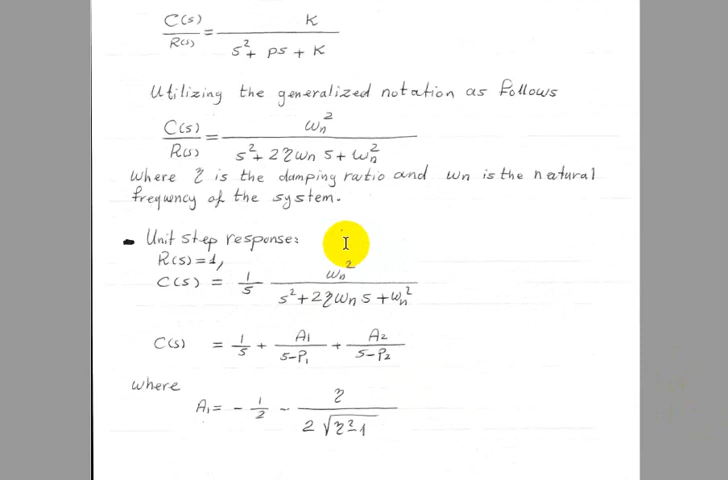 C(s)/R(s) = K / (s² + ps + K)
Utilizing the generalized notation as follows
C(s)/R(s) = ωn² / (s² + 2ζωn s + ωn²)
where ζ is the damping ratio and ωn is the natural
frequency of the system.
- Unit step response:
R(s) = 1,
C(s) = 1/s ωn² / (s² + 2ζωn s + ωn²)
C(s) = 1/s + A1/(s-P1) + A2/(s-P2)
where
A1 = - 1/2 - ζ / (2 √(ζ²-1))